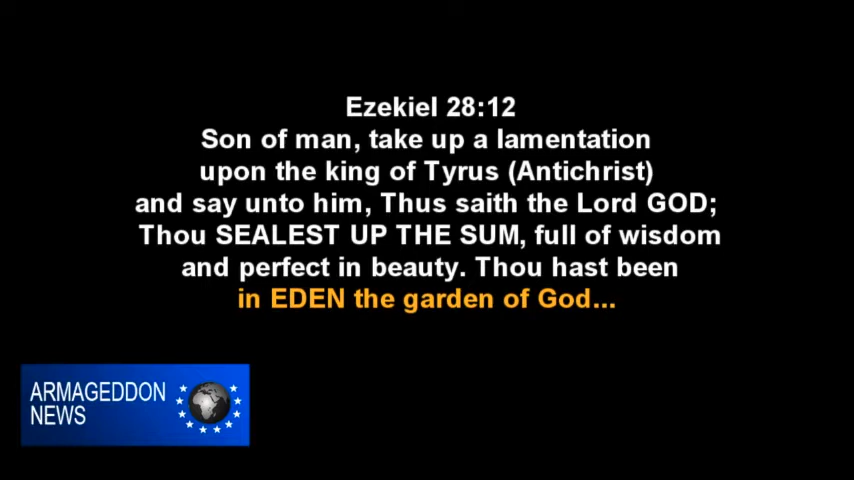 Ezekiel 28:12
Son of man, take up a lamentation
upon the king of Tyrus (Antichrist)
and say unto him, Thus saith the Lord GOD;
Thou SEALEST UP THE SUM, full of wisdom
and perfect in beauty. Thou hast been
in EDEN the garden of God...
ARMAGEDDON
NEWS